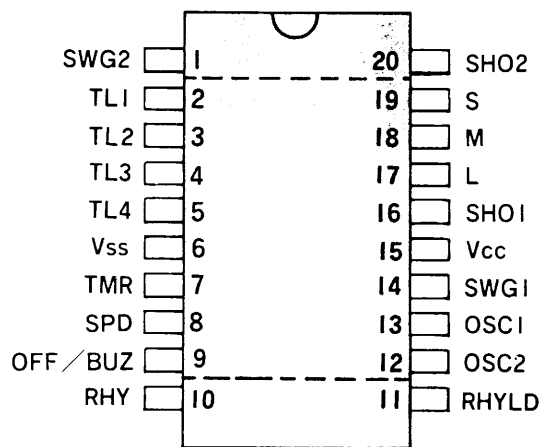 SWG2 1 20 SHO2
TL1 2 19 S
TL2 3 18 M
TL3 4 17 L
TL4 5 16 SHO1
Vss 6 15 Vcc
TMR 7 14 SWG1
SPD 8 13 OSC1
OFF/BUZ 9 12 OSC2
RHY 10 11 RHYLD